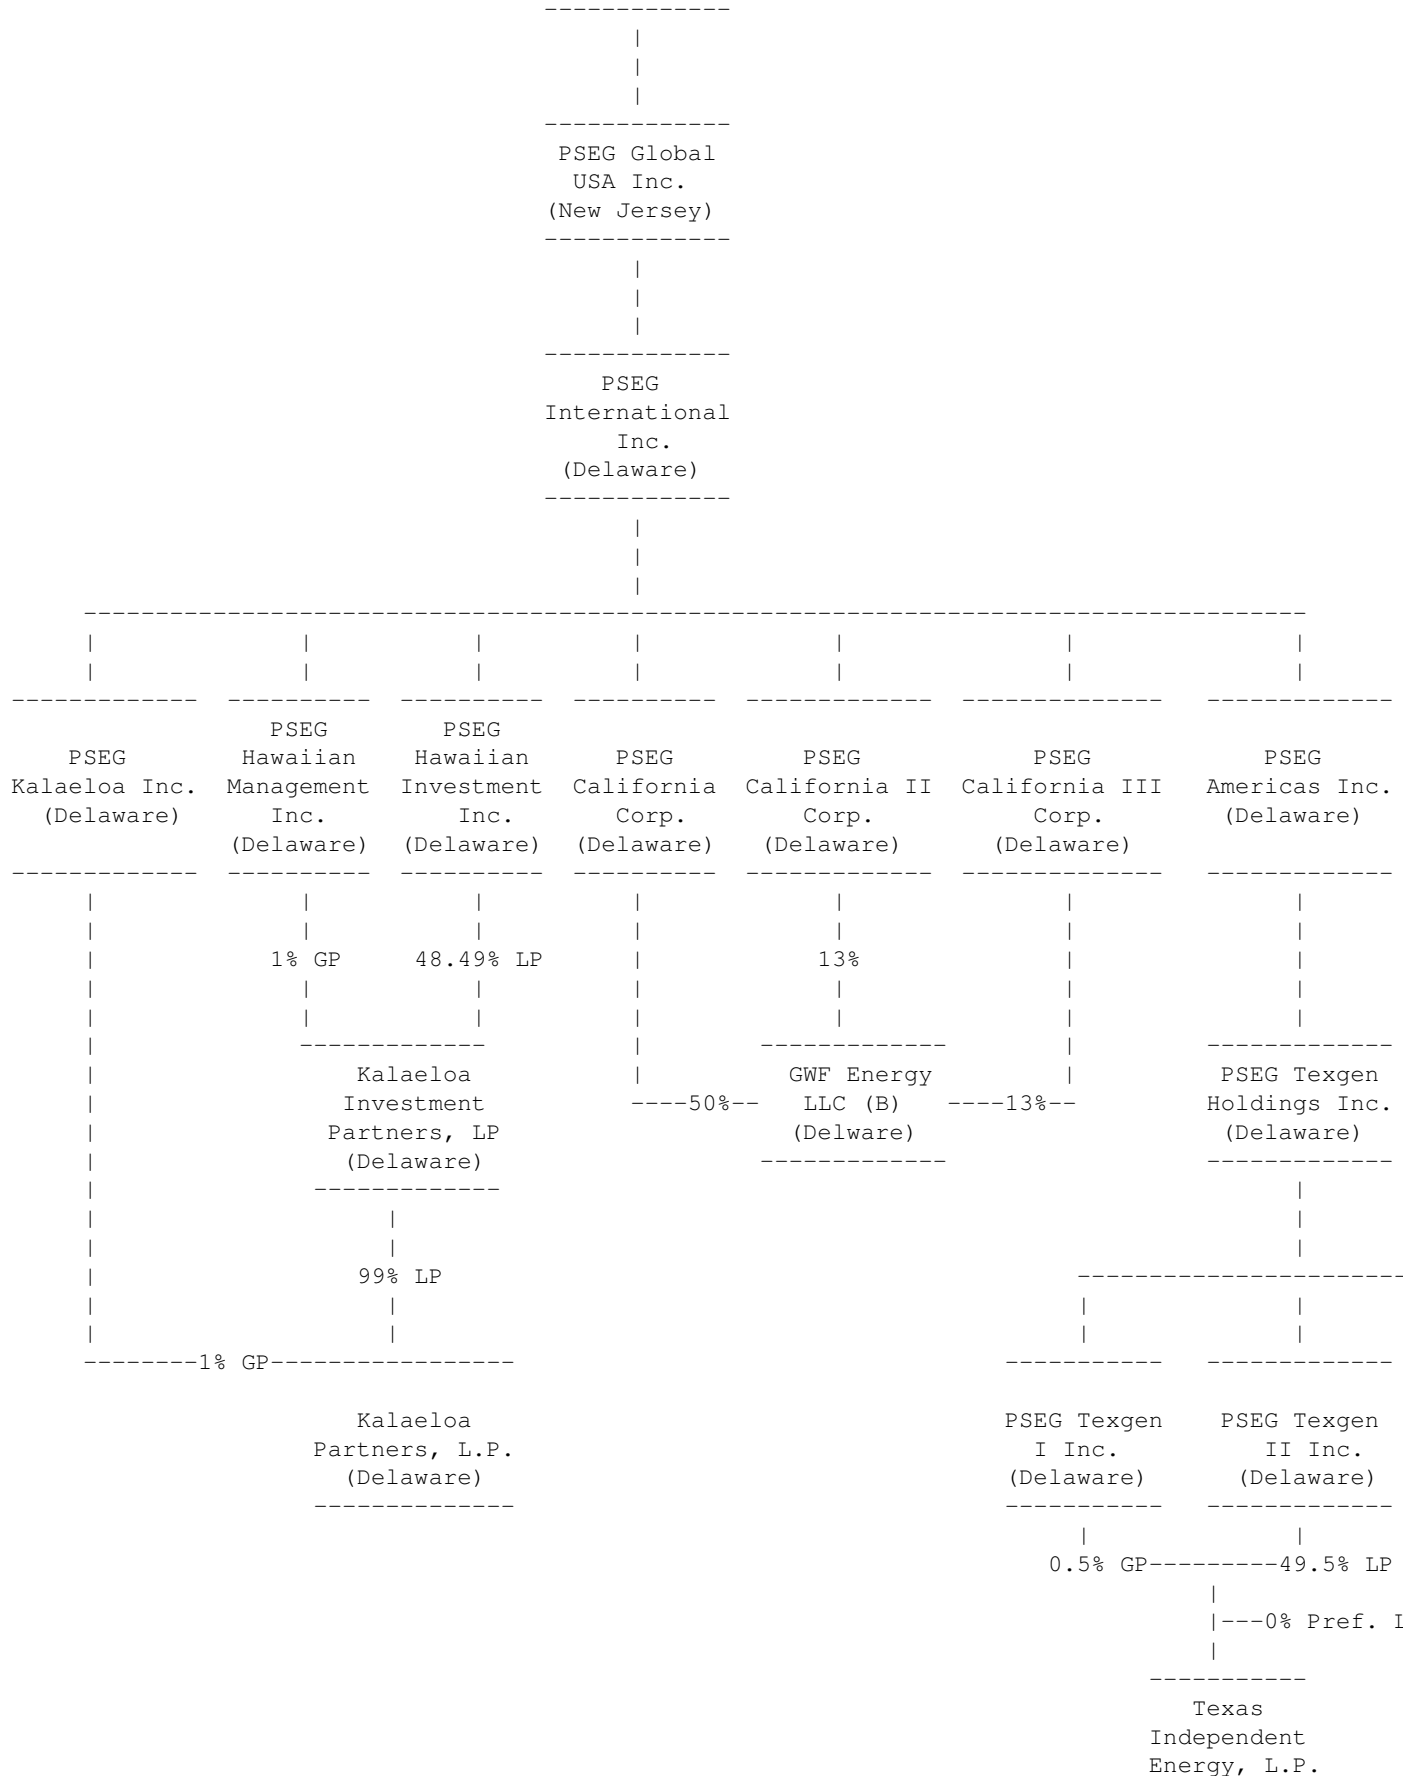 PSEG Global
USA Inc.
(New Jersey)
PSEG
International
Inc.
(Delaware)
PSEG
Kalaeloa Inc.
(Delaware)
PSEG
Hawaiian
Management
Inc.
(Delaware)
PSEG
Hawaiian
Investment
Inc.
(Delaware)
PSEG
California
Corp.
(Delaware)
PSEG
California II
Corp.
(Delaware)
PSEG
California III
Corp.
(Delaware)
PSEG
Americas Inc.
(Delaware)
1% GP
48.49% LP
13%
Kalaeloa
Investment
Partners, LP
(Delaware)
50%
GWF Energy
LLC (B)
(Delware)
13%
PSEG Texgen
Holdings Inc.
(Delaware)
99% LP
1% GP
Kalaeloa
Partners, L.P.
(Delaware)
PSEG Texgen
I Inc.
(Delaware)
PSEG Texgen
II Inc.
(Delaware)
0.5% GP
49.5% LP
0% Pref.
Texas
Independent
Energy, L.P.